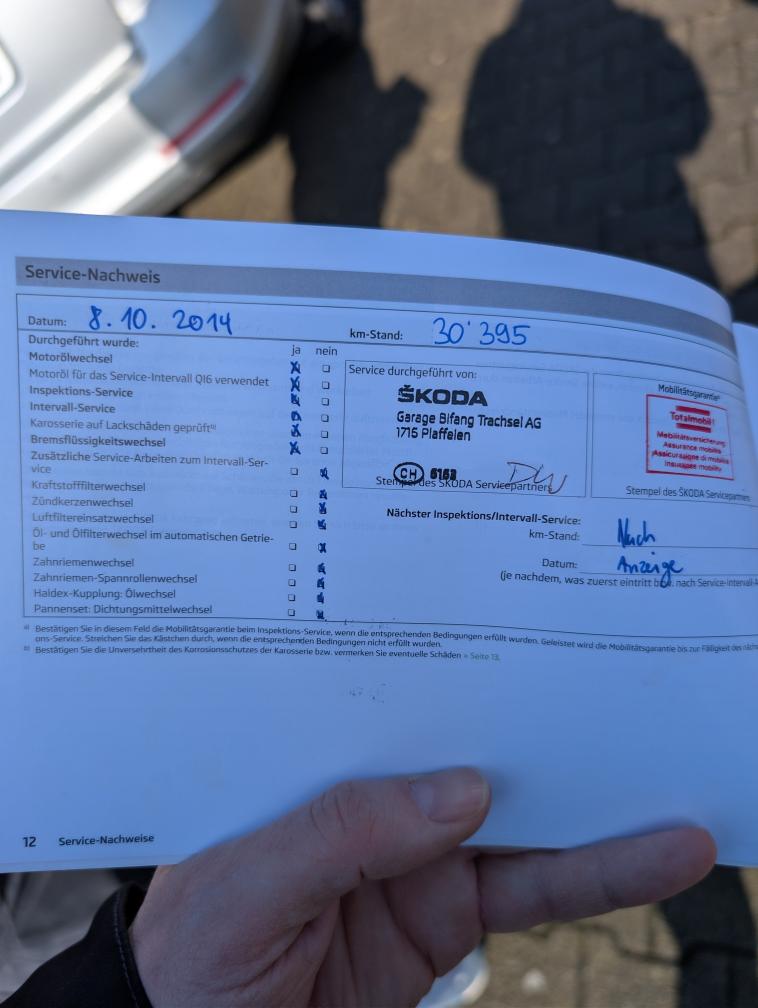 Service-Nachweis
Datum: 8.10.2014 km-Stand: 30'395
Durchgeführt wurde: ja nein
Motorölwechsel
Motoröl für das Service-Intervall QI6 verwendet
Inspektions-Service
Intervall-Service
Karosserie auf Lackschäden geprüft b)
Bremsflüssigkeitswechsel
Zusätzliche Service-Arbeiten zum Intervall-Ser-
vice
Kraftstofffilterwechsel
Zündkerzenwechsel
Luftfiltereinsatzwechsel
Öl- und Ölfilterwechsel im automatischen Getrie-
be
Zahnriemenwechsel
Zahnriemen-Spannrollenwechsel
Haldex-Kupplung: Ölwechsel
Pannenset: Dichtungsmittelwechsel
Service durchgeführt von:
ŠKODA
Garage Bifang Trachsel AG
1716 Plaffeien
CH
Stempel des ŠKODA Servicepartners
Mobilitätsgarantie a)
Totalmobil!
Mobilitätsversicherung
Assurance mobilité
Assicurazione di mobilità
Insurance mobility
Stempel des ŠKODA Servicepartners
Nächster Inspektions/Intervall-Service:
km-Stand: Nach
Datum: Anzeige
(je nachdem, was zuerst eintritt bzw. nach Service-Intervall-A
a) Bestätigen Sie in diesem Feld die Mobilitätsgarantie beim Inspektions-Service, wenn die entsprechenden Bedingungen erfüllt wurden. Geleistet wird die Mobilitätsgarantie bis zur Fälligkeit des
ons-Service. Streichen Sie das Kästchen durch, wenn die entsprechenden Bedingungen nicht erfüllt wurden.
b) Bestätigen Sie die Unversehrtheit des Korrosionsschutzes der Karosserie bzw. vermerken Sie eventuelle Schäden » Seite 13.
12 Service-Nachweise